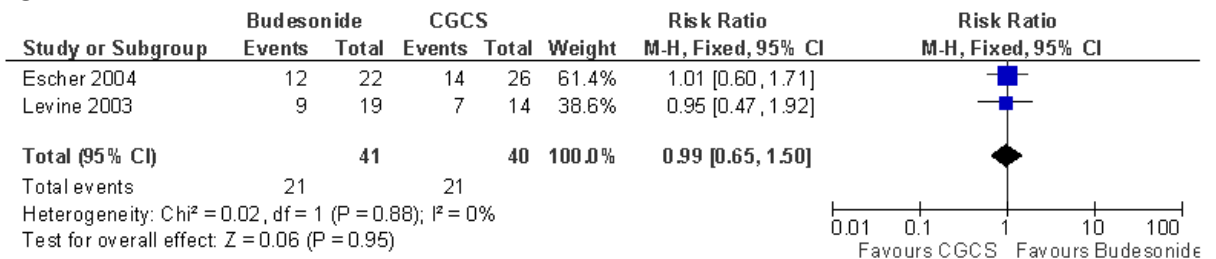 Budesonide CGCS Risk Ratio Risk Ratio
Study or Subgroup Events Total Events Total Weight M-H, Fixed, 95% CI M-H, Fixed, 95% CI
Escher 2004 12 22 14 26 61.4% 1.01 [0.60, 1.71]
Levine 2003 9 19 7 14 38.6% 0.95 [0.47, 1.92]
Total (95% CI) 41 40 100.0% 0.99 [0.65, 1.50]
Total events 21 21
Heterogeneity: Chi² = 0.02, df = 1 (P = 0.88); I² = 0%
Test for overall effect: Z = 0.06 (P = 0.95)
0.01 0.1 1 10 100
Favours CGCS Favours Budesonide